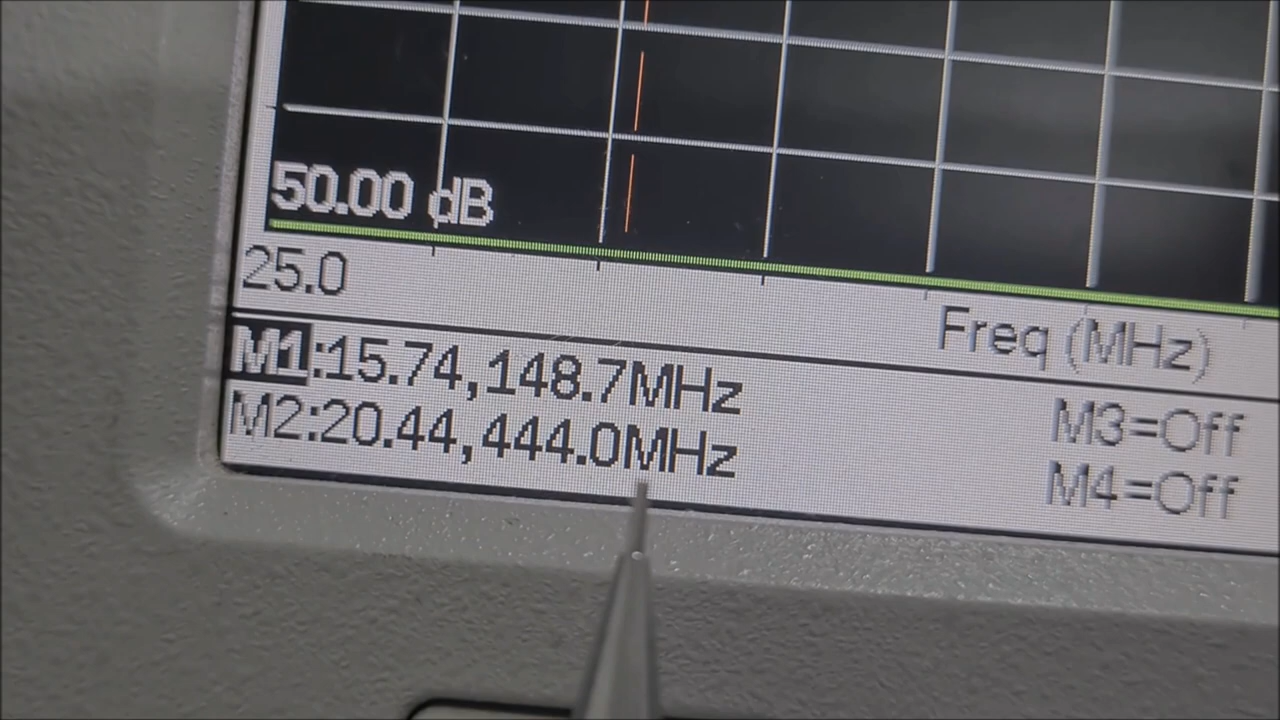 50.00 dB
25.0
Freq (MHz)
M1:15.74,148.7MHz
M3=Off
M2:20.44,444.0MHz
M4=Off